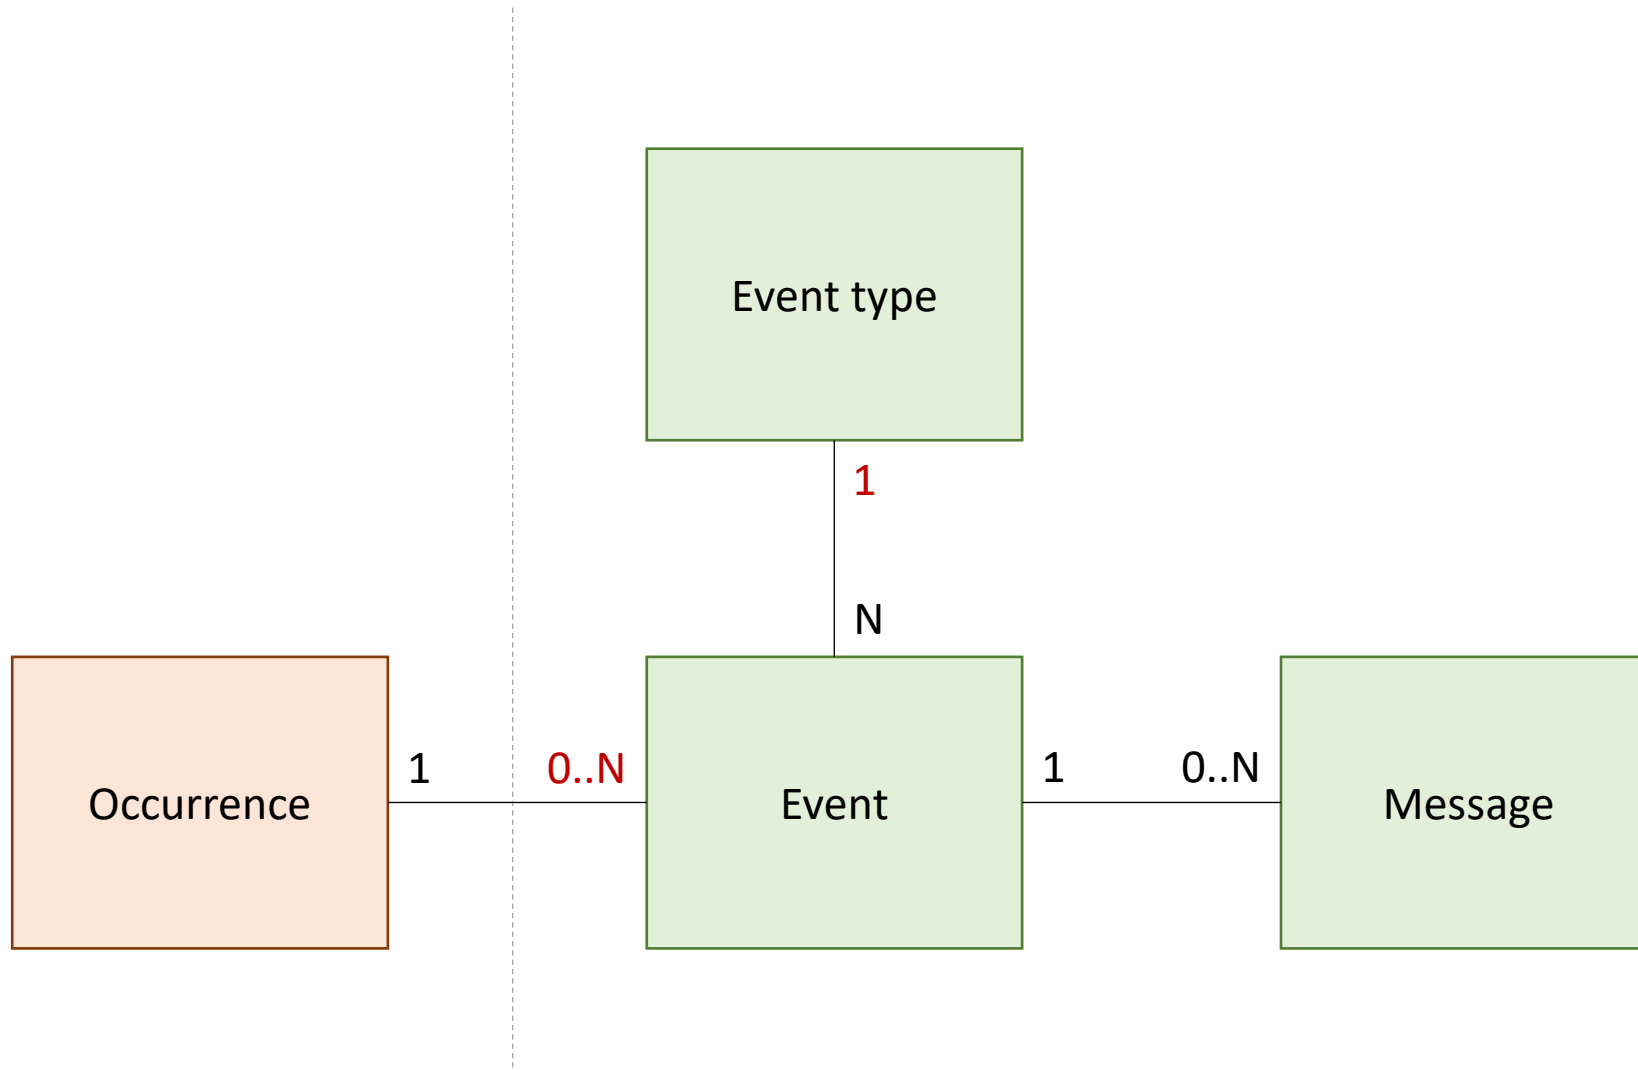 Event type
1
N
Occurrence
1
0..N
Event
1
0..N
Message